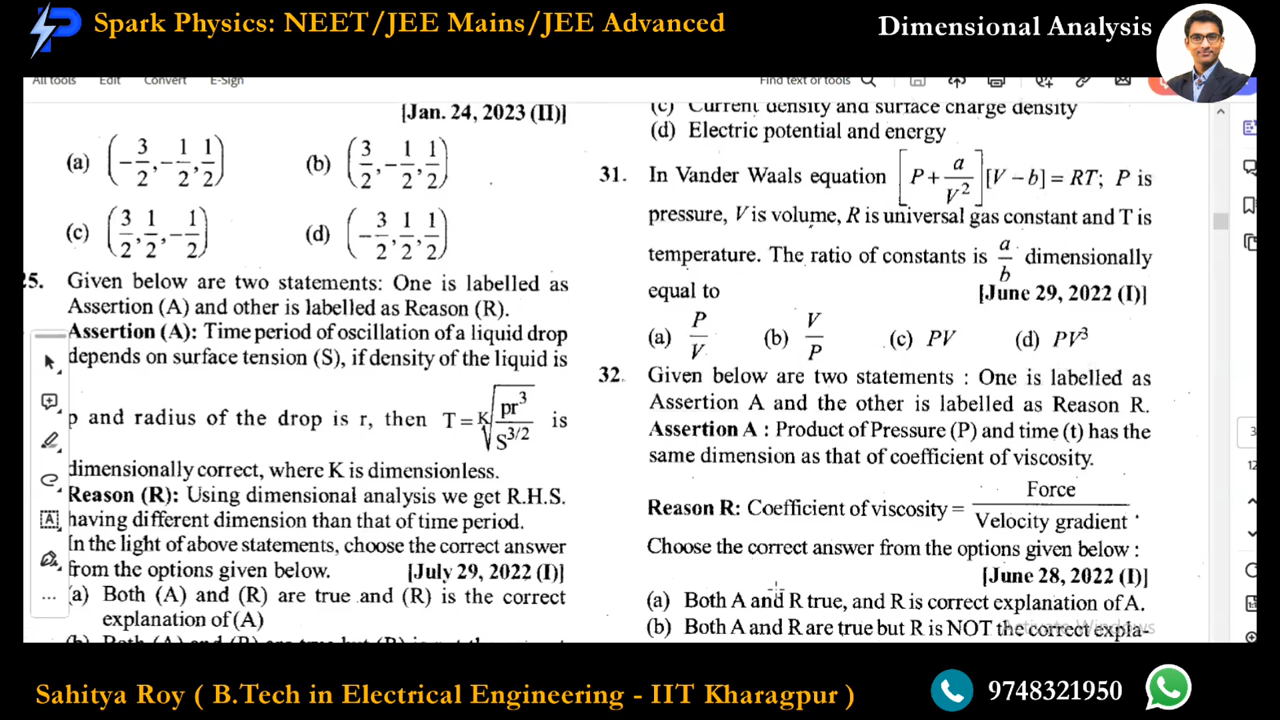 Spark Physics: NEET/JEE Mains/JEE Advanced
Dimensional Analysis
All tools Edit Convert E-Sign
Find text or tools
[Jan. 24, 2023 (II)]
(a) (-3/2, -1/2, 1/2) (b) (3/2, -1/2, 1/2)
(c) (3/2, 1/2, -1/2) (d) (-3/2, 1/2, 1/2)
25. Given below are two statements: One is labelled as
Assertion (A) and other is labelled as Reason (R).
Assertion (A): Time period of oscillation of a liquid drop
depends on surface tension (S), if density of the liquid is
p and radius of the drop is r, then T = K√(pr³/S^(3/2)) is
dimensionally correct, where K is dimensionless.
Reason (R): Using dimensional analysis we get R.H.S.
having different dimension than that of time period.
In the light of above statements, choose the correct answer
from the options given below. [July 29, 2022 (I)]
(a) Both (A) and (R) are true and (R) is the correct
explanation of (A)
(c) Current density and surface charge density
(d) Electric potential and energy
31. In Vander Waals equation [P + a/V²][V – b] = RT; P is
pressure, V is volume, R is universal gas constant and T is
temperature. The ratio of constants is a/b dimensionally
equal to [June 29, 2022 (I)]
(a) P/V (b) V/P (c) PV (d) PV³
32. Given below are two statements : One is labelled as
Assertion A and the other is labelled as Reason R.
Assertion A : Product of Pressure (P) and time (t) has the
same dimension as that of coefficient of viscosity.
Reason R: Coefficient of viscosity = Force / Velocity gradient.
Choose the correct answer from the options given below :
[June 28, 2022 (I)]
(a) Both A and R true, and R is correct explanation of A.
(b) Both A and R are true but R is NOT the correct expla-
Activate Windows
Sahitya Roy ( B.Tech in Electrical Engineering - IIT Kharagpur )
9748321950